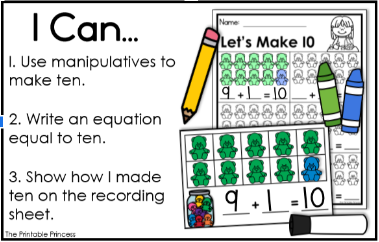 I Can...
1. Use manipulatives to
make ten.
2. Write an equation
equal to ten.
3. Show how I made
ten on the recording
sheet.
The Printable Princess
Name:
Let's Make 10
9 + 1 = 10
+
=
=
9 + 1 = 10